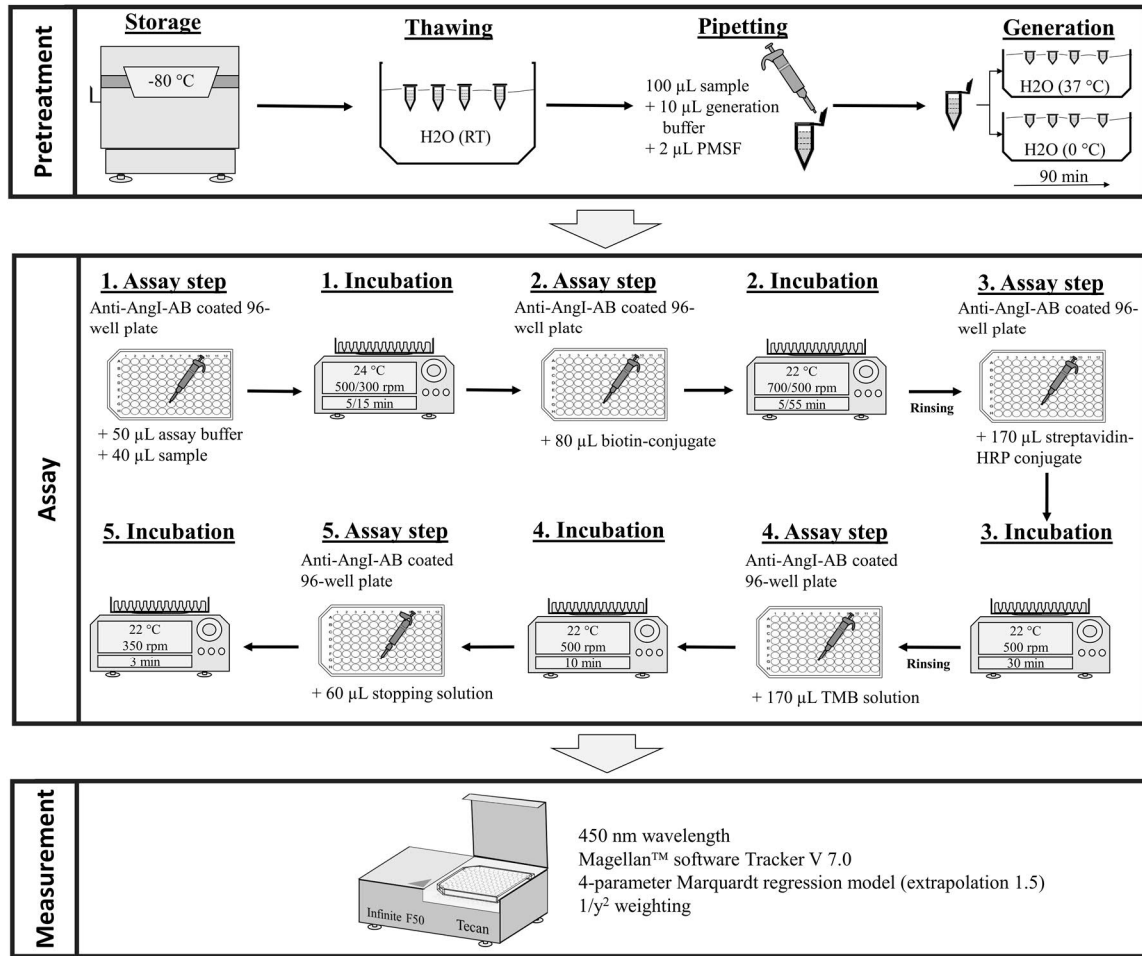 Pretreatment
Storage
-80 °C
Thawing
H2O (RT)
Pipetting
100 µL sample
+ 10 µL generation
buffer
+ 2 µL PMSF
Generation
H2O (37 °C)
H2O (0 °C)
90 min
Assay
1. Assay step
Anti-AngI-AB coated 96-
well plate
+ 50 µL assay buffer
+ 40 µL sample
1. Incubation
24 °C
500/300 rpm
5/15 min
2. Assay step
Anti-AngI-AB coated 96-
well plate
+ 80 µL biotin-conjugate
2. Incubation
22 °C
700/500 rpm
5/55 min
Rinsing
3. Assay step
Anti-AngI-AB coated 96-
well plate
+ 170 µL streptavidin-
HRP conjugate
3. Incubation
22 °C
500 rpm
30 min
Rinsing
4. Assay step
Anti-AngI-AB coated
96-well plate
+ 170 µL TMB solution
4. Incubation
22 °C
500 rpm
10 min
5. Assay step
Anti-AngI-AB coated
96-well plate
+ 60 µL stopping solution
5. Incubation
22 °C
350 rpm
3 min
Measurement
Infinite F50
Tecan
450 nm wavelength
Magellan™ software Tracker V 7.0
4-parameter Marquardt regression model (extrapolation 1.5)
1/y² weighting